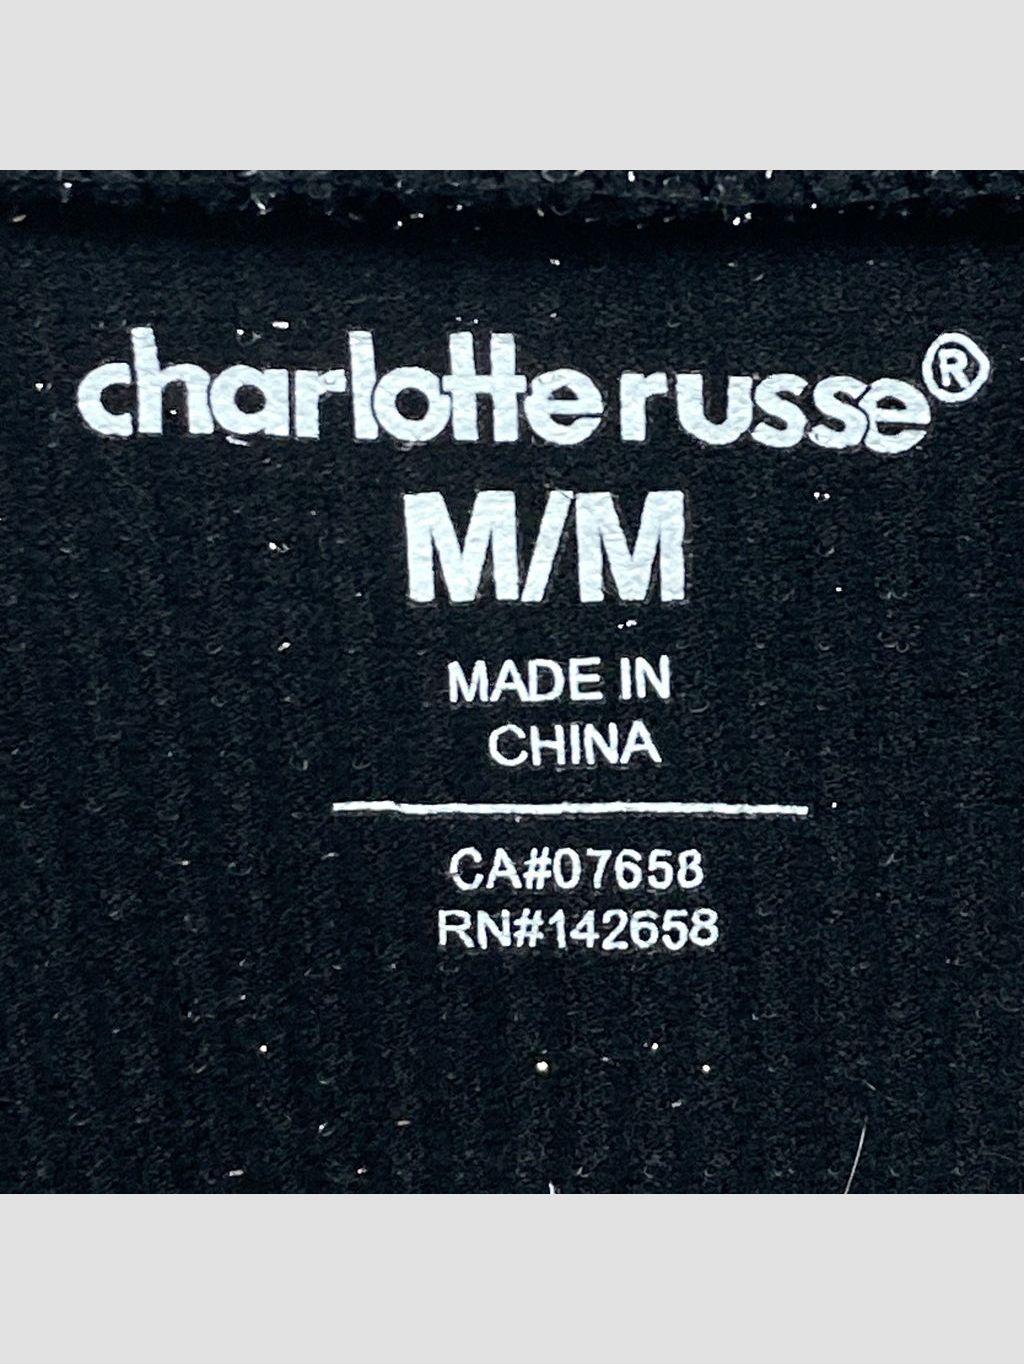 charlotte russe®
M/M
MADE IN
CHINA
CA#07658
RN#142658